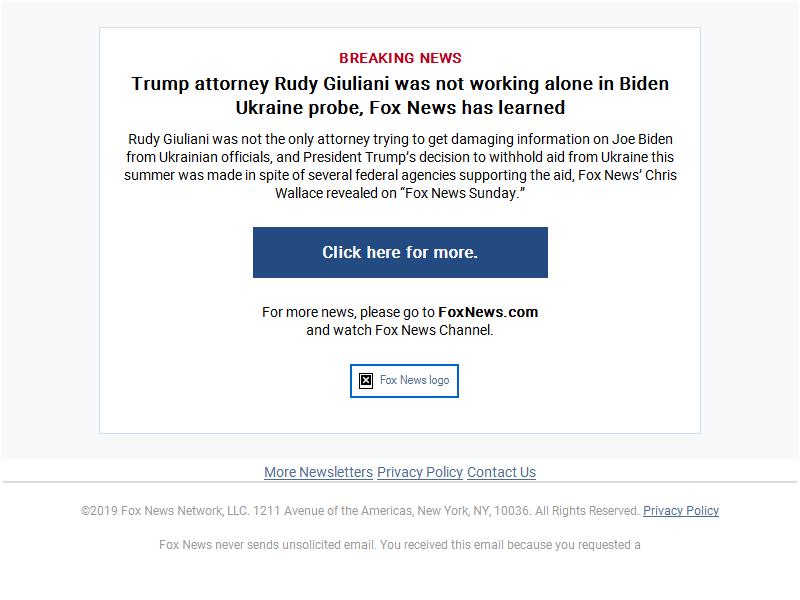 BREAKING NEWS
Trump attorney Rudy Giuliani was not working alone in Biden
Ukraine probe, Fox News has learned
Rudy Giuliani was not the only attorney trying to get damaging information on Joe Biden
from Ukrainian officials, and President Trump’s decision to withhold aid from Ukraine this
summer was made in spite of several federal agencies supporting the aid, Fox News’ Chris
Wallace revealed on “Fox News Sunday.”
Click here for more.
For more news, please go to FoxNews.com
and watch Fox News Channel.
Fox News logo
More Newsletters Privacy Policy Contact Us
©2019 Fox News Network, LLC. 1211 Avenue of the Americas, New York, NY, 10036. All Rights Reserved. Privacy Policy
Fox News never sends unsolicited email. You received this email because you requested a